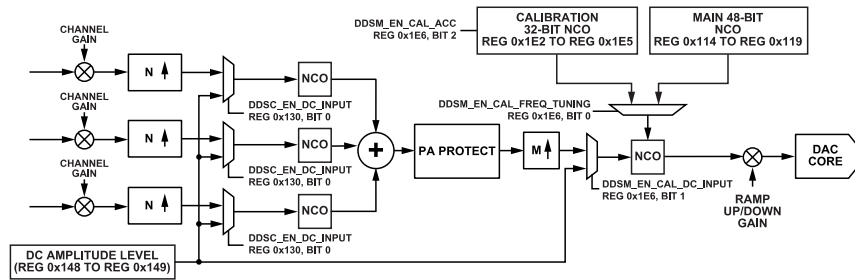 CHANNEL
GAIN
N
NCO
DDSC_EN_DC_INPUT
REG 0x130, BIT 0
CHANNEL
GAIN
N
NCO
DDSC_EN_DC_INPUT
REG 0x130, BIT 0
CHANNEL
GAIN
N
NCO
DDSC_EN_DC_INPUT
REG 0x130, BIT 0
DC AMPLITUDE LEVEL
(REG 0x148 TO REG 0x149)
+
PA PROTECT
M
DDSM_EN_CAL_ACC
REG 0x1E6, BIT 2
CALIBRATION
32-BIT NCO
REG 0x1E2 TO REG 0x1E5
MAIN 48-BIT
NCO
REG 0x114 TO REG 0x119
DDSM_EN_CAL_FREQ_TUNING
REG 0x1E6, BIT 0
NCO
DDSM_EN_CAL_DC_INPUT
REG 0x1E6, BIT 1
RAMP
UP/DOWN
GAIN
DAC
CORE